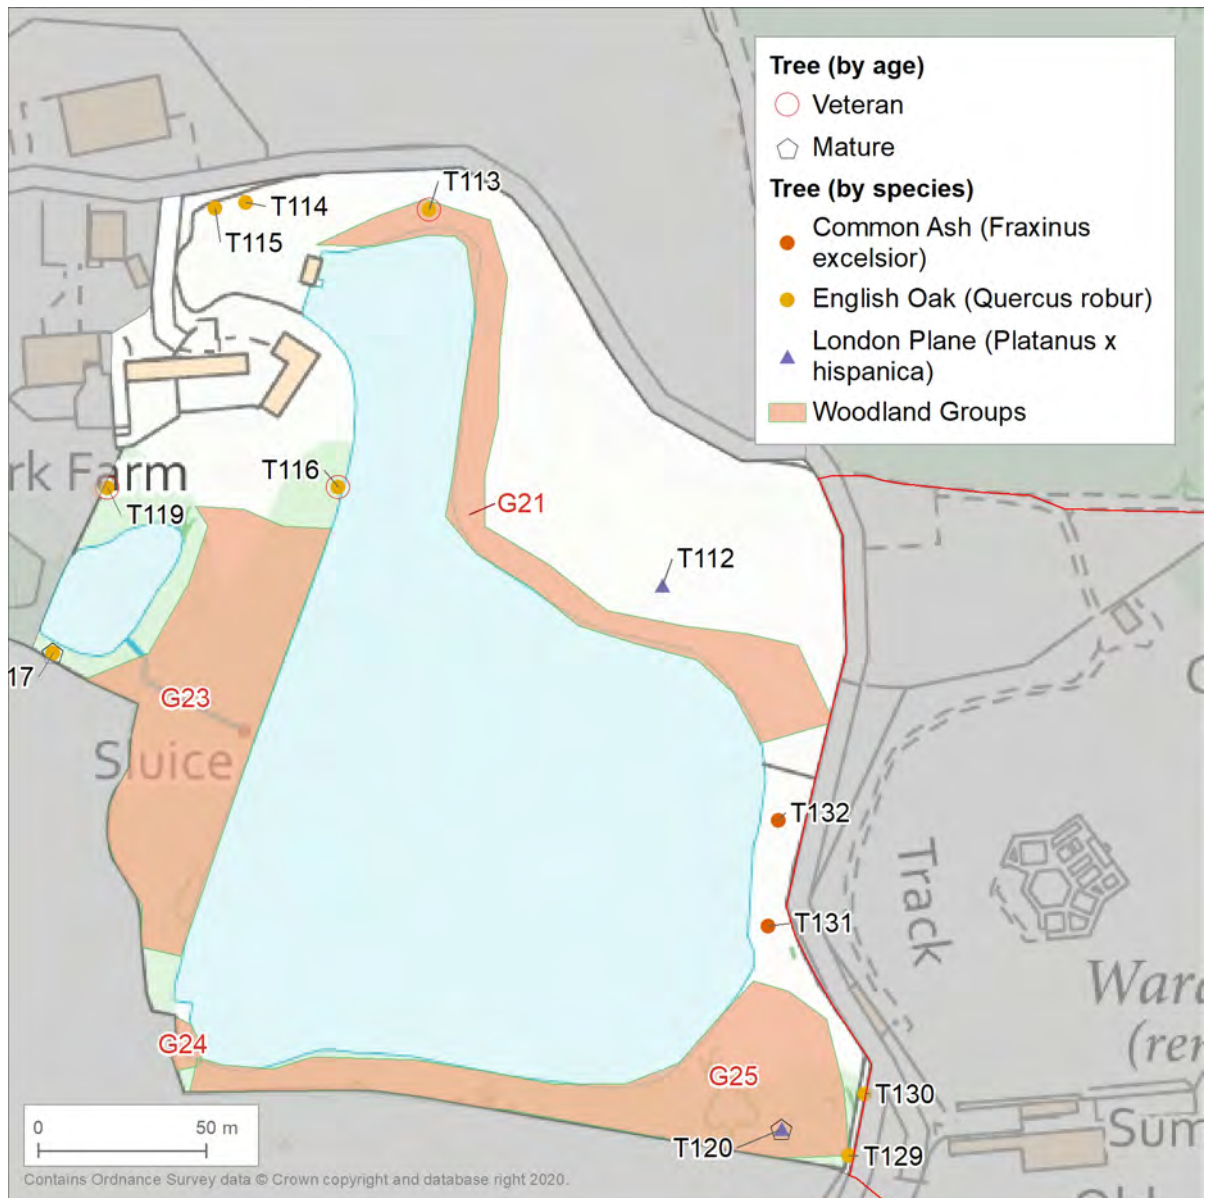 Tree (by age)
Veteran
Mature
Tree (by species)
Common Ash (Fraxinus
excelsior)
English Oak (Quercus robur)
London Plane (Platanus x
hispanica)
Woodland Groups
T113
T114
T115
T116
rk Farm
T119
G21
T112
17
G23
Sluice
T132
T131
Track
G24
G25
T130
T120
T129
Sum
0 50 m
Contains Ordnance Survey data © Crown copyright and database right 2020.